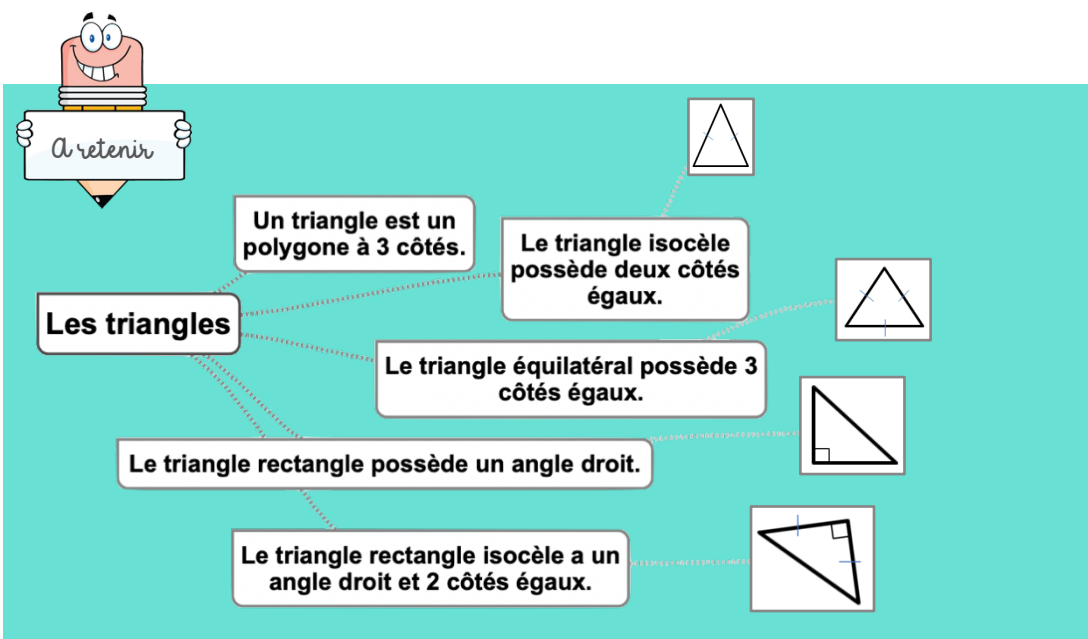 A retenir
Un triangle est un
polygone à 3 côtés.
Le triangle isocèle
possède deux côtés
égaux.
Les triangles
Le triangle équilatéral possède 3
côtés égaux.
Le triangle rectangle possède un angle droit.
Le triangle rectangle isocèle a un
angle droit et 2 côtés égaux.